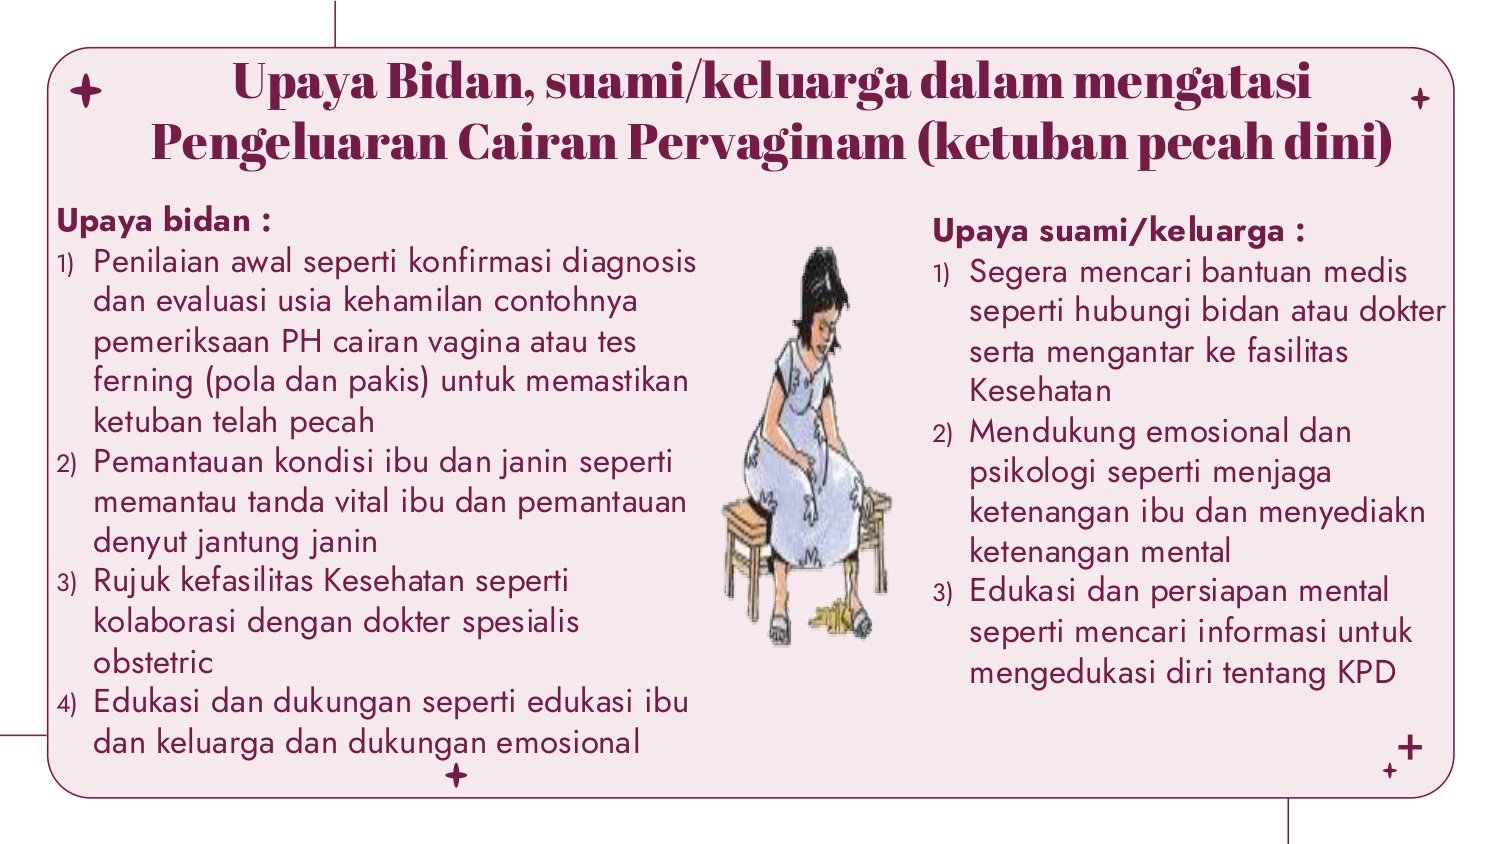 Upaya Bidan, suami/keluarga dalam mengatasi
Pengeluaran Cairan Pervaginam (ketuban pecah dini)
Upaya bidan :
1) Penilaian awal seperti konfirmasi diagnosis
dan evaluasi usia kehamilan contohnya
pemeriksaan PH cairan vagina atau tes
ferning (pola dan pakis) untuk memastikan
ketuban telah pecah
2) Pemantauan kondisi ibu dan janin seperti
memantau tanda vital ibu dan pemantauan
denyut jantung janin
3) Rujuk kefasilitas Kesehatan seperti
kolaborasi dengan dokter spesialis
obstetric
4) Edukasi dan dukungan seperti edukasi ibu
dan keluarga dan dukungan emosional
Upaya suami/keluarga :
1) Segera mencari bantuan medis
seperti hubungi bidan atau dokter
serta mengantar ke fasilitas
Kesehatan
2) Mendukung emosional dan
psikologi seperti menjaga
ketenangan ibu dan menyediakn
ketenangan mental
3) Edukasi dan persiapan mental
seperti mencari informasi untuk
mengedukasi diri tentang KPD